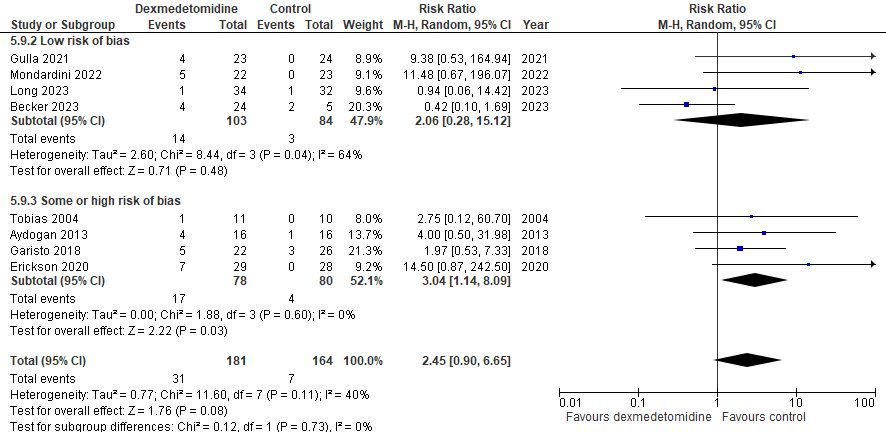 Dexmedetomidine Control Risk Ratio Risk Ratio
Study or Subgroup Events Total Events Total Weight M-H, Random, 95% CI Year M-H, Random, 95% CI
5.9.2 Low risk of bias
Gulla 2021 4 23 0 24 8.9% 9.38 [0.53, 164.94] 2021
Mondardini 2022 5 22 0 23 9.1% 11.48 [0.67, 196.07] 2022
Long 2023 1 34 1 32 9.6% 0.94 [0.06, 14.42] 2023
Becker 2023 4 24 2 5 20.3% 0.42 [0.10, 1.69] 2023
Subtotal (95% CI) 103 84 47.9% 2.06 [0.28, 15.12]
Total events 14 3
Heterogeneity: Tau² = 2.60; Chi² = 8.44, df = 3 (P = 0.04); I² = 64%
Test for overall effect: Z = 0.71 (P = 0.48)
5.9.3 Some or high risk of bias
Tobias 2004 1 11 0 10 8.0% 2.75 [0.12, 60.70] 2004
Aydogan 2013 4 16 1 16 13.7% 4.00 [0.50, 31.98] 2013
Garisto 2018 5 22 3 26 21.3% 1.97 [0.53, 7.33] 2018
Erickson 2020 7 29 0 28 9.2% 14.50 [0.87, 242.50] 2020
Subtotal (95% CI) 78 80 52.1% 3.04 [1.14, 8.09]
Total events 17 4
Heterogeneity: Tau² = 0.00; Chi² = 1.88, df = 3 (P = 0.60); I² = 0%
Test for overall effect: Z = 2.22 (P = 0.03)
Total (95% CI) 181 164 100.0% 2.45 [0.90, 6.65]
Total events 31 7
Heterogeneity: Tau² = 0.77; Chi² = 11.60, df = 7 (P = 0.11); I² = 40%
Test for overall effect: Z = 1.76 (P = 0.08)
Test for subgroup differences: Chi² = 0.12, df = 1 (P = 0.73), I² = 0%
0.01 0.1 1 10 100
Favours dexmedetomidine Favours control